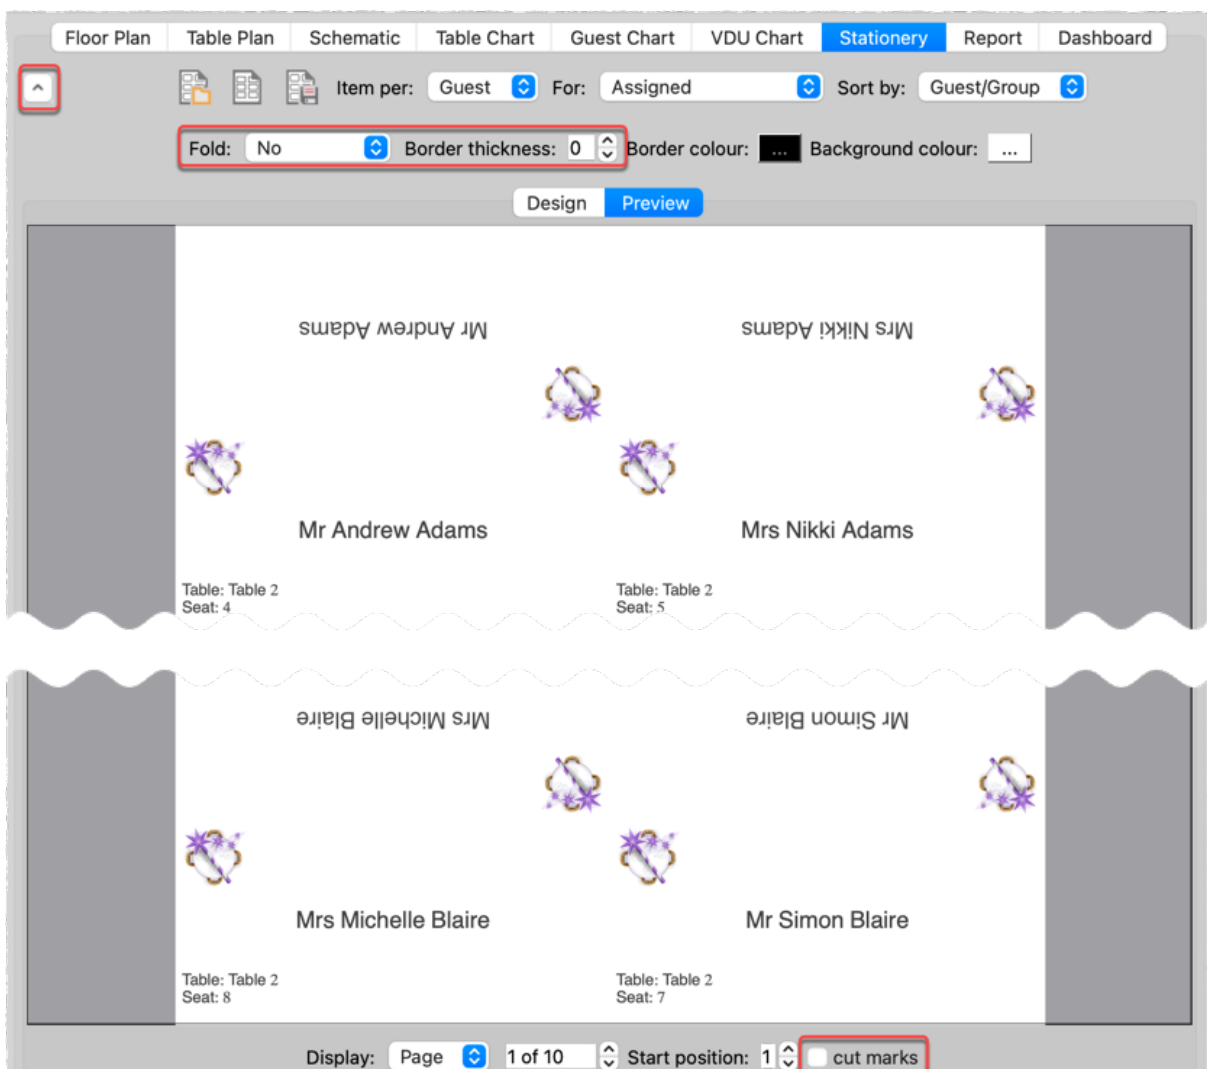 Floor Plan Table Plan Schematic Table Chart Guest Chart VDU Chart Stationery Report Dashboard
Item per: Guest For: Assigned Sort by: Guest/Group
Fold: No Border thickness: 0 Border colour: ... Background colour: ...
Design Preview
Mr Andrew Adams Mrs Nikki Adams
Mr Andrew Adams Mrs Nikki Adams
Table: Table 2 Table: Table 2
Seat: 4 Seat: 5
Mrs Michelle Blaire Mr Simon Blaire
Mrs Michelle Blaire Mr Simon Blaire
Table: Table 2 Table: Table 2
Seat: 8 Seat: 7
Display: Page 1 of 10 Start position: 1 cut marks